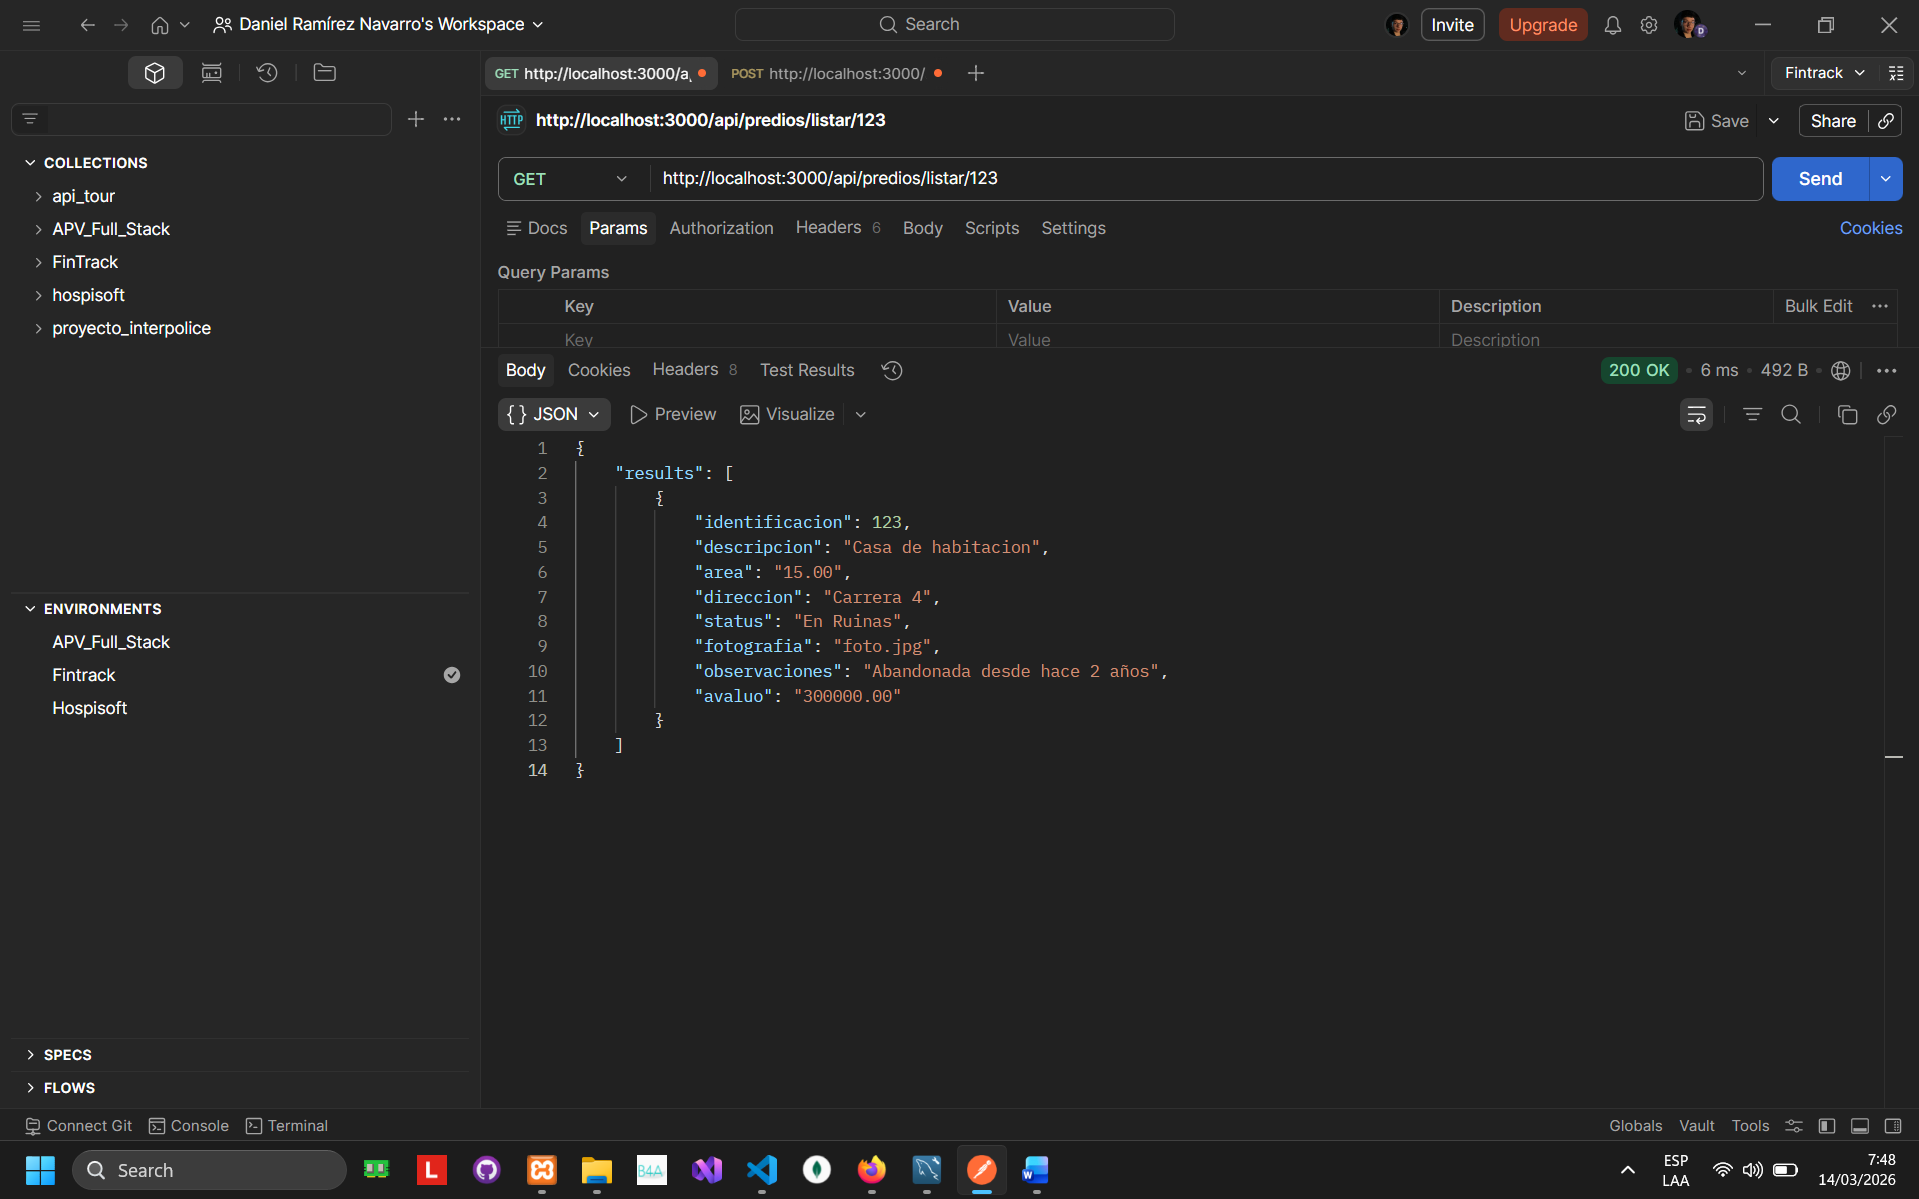 Daniel Ramírez Navarro's Workspace
Search
Invite
Upgrade
GET http://localhost:3000/a
POST http://localhost:3000/
Fintrack
COLLECTIONS
api_tour
APV_Full_Stack
FinTrack
hospisoft
proyecto_interpolice
ENVIRONMENTS
APV_Full_Stack
Fintrack
Hospisoft
SPECS
FLOWS
HTTP http://localhost:3000/api/predios/listar/123
Save
Share
GET http://localhost:3000/api/predios/listar/123
Send
Docs Params Authorization Headers 6 Body Scripts Settings
Cookies
Query Params
Key Value Description Bulk Edit
Key Value Description
Body Cookies Headers 8 Test Results
200 OK • 6 ms • 492 B
{} JSON Preview Visualize
1 {
2 "results": [
3 {
4 "identificacion": 123,
5 "descripcion": "Casa de habitacion",
6 "area": "15.00",
7 "direccion": "Carrera 4",
8 "status": "En Ruinas",
9 "fotografia": "foto.jpg",
10 "observaciones": "Abandonada desde hace 2 años",
11 "avaluo": "300000.00"
12 }
13 ]
14 }
Connect Git Console Terminal
Globals Vault Tools
Search
L
B4A
ESP
LAA
7:48
14/03/2026